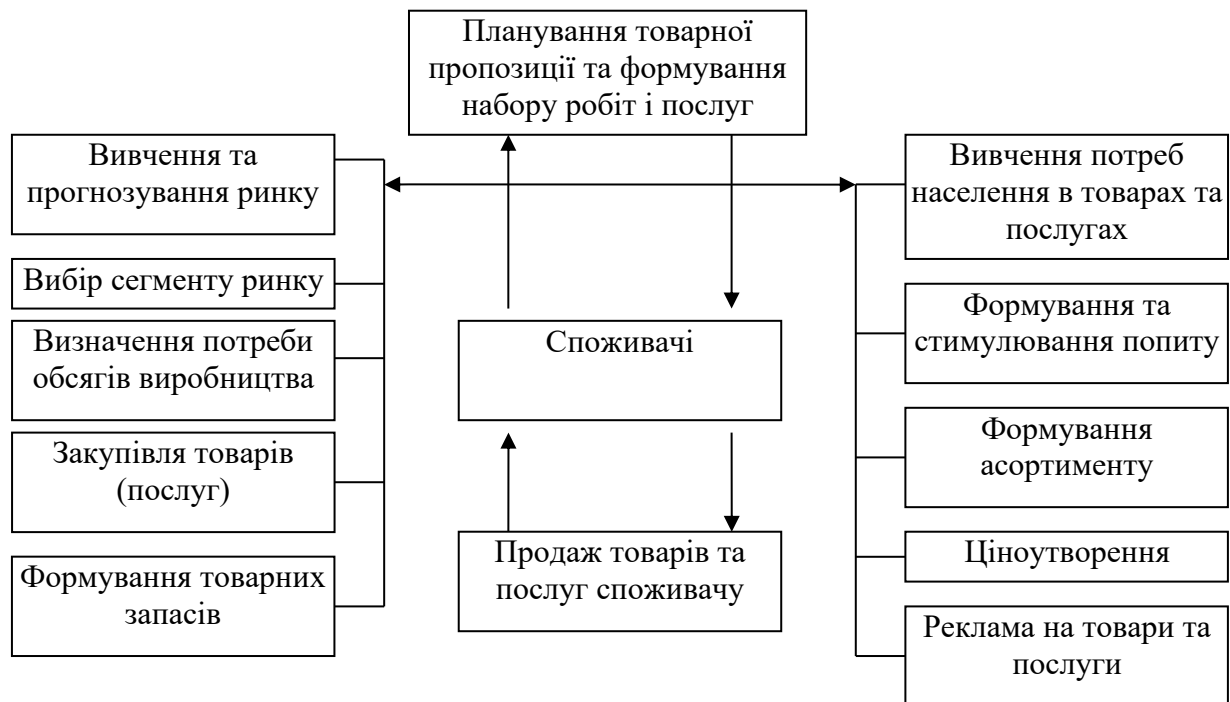 Планування товарної
пропозиції та формування
набору робіт і послуг
Вивчення та
прогнозування ринку
Вибір сегменту ринку
Визначення потреби
обсягів виробництва
Закупівля товарів
(послуг)
Формування товарних
запасів
Споживачі
Продаж товарів та
послуг споживачу
Вивчення потреб
населення в товарах та
послугах
Формування та
стимулювання попиту
Формування
асортименту
Ціноутворення
Реклама на товари та
послуги